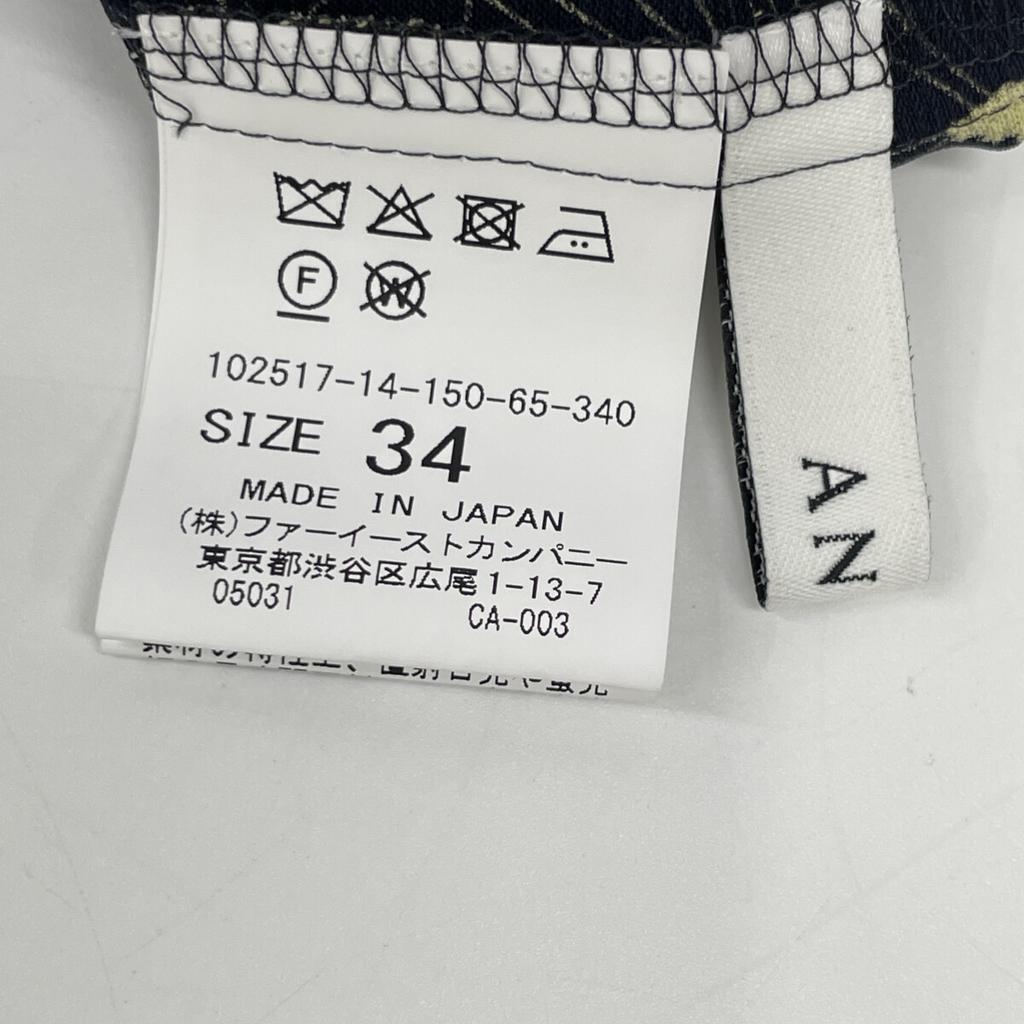 F W
102517-14-150-65-340
SIZE 34
MADE IN JAPAN
(株)ファーイーストカンパニー
東京都渋谷区広尾1-13-7
05031 CA-003
AN